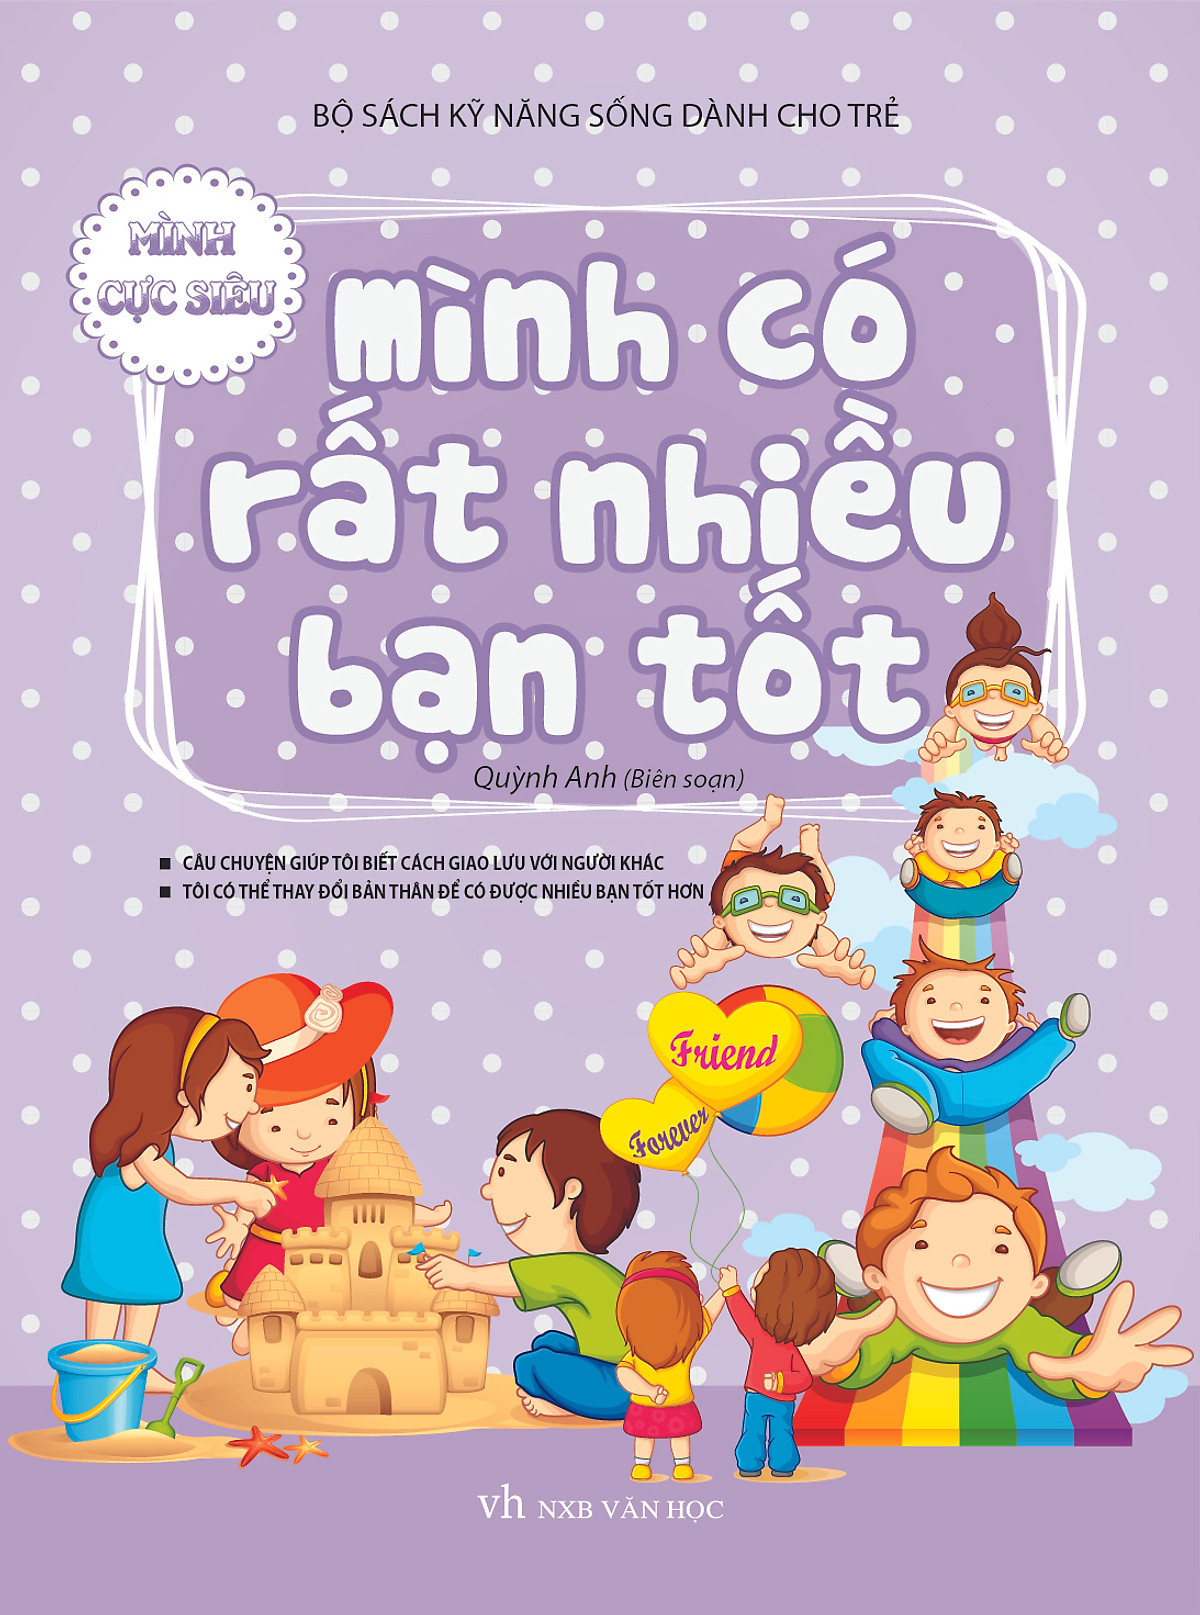 BỘ SÁCH KỸ NĂNG SỐNG DÀNH CHO TRẺ
MÌNH
CỰC SIÊU
mình có
rất nhiều
bạn tốt
Quỳnh Anh (Biên soạn)
■ CÂU CHUYỆN GIÚP TÔI BIẾT CÁCH GIAO LƯU VỚI NGƯỜI KHÁC
■ TÔI CÓ THỂ THAY ĐỔI BẢN THÂN ĐỂ CÓ ĐƯỢC NHIỀU BẠN TỐT HƠN
Friend
Forever
vh NXB VĂN HỌC